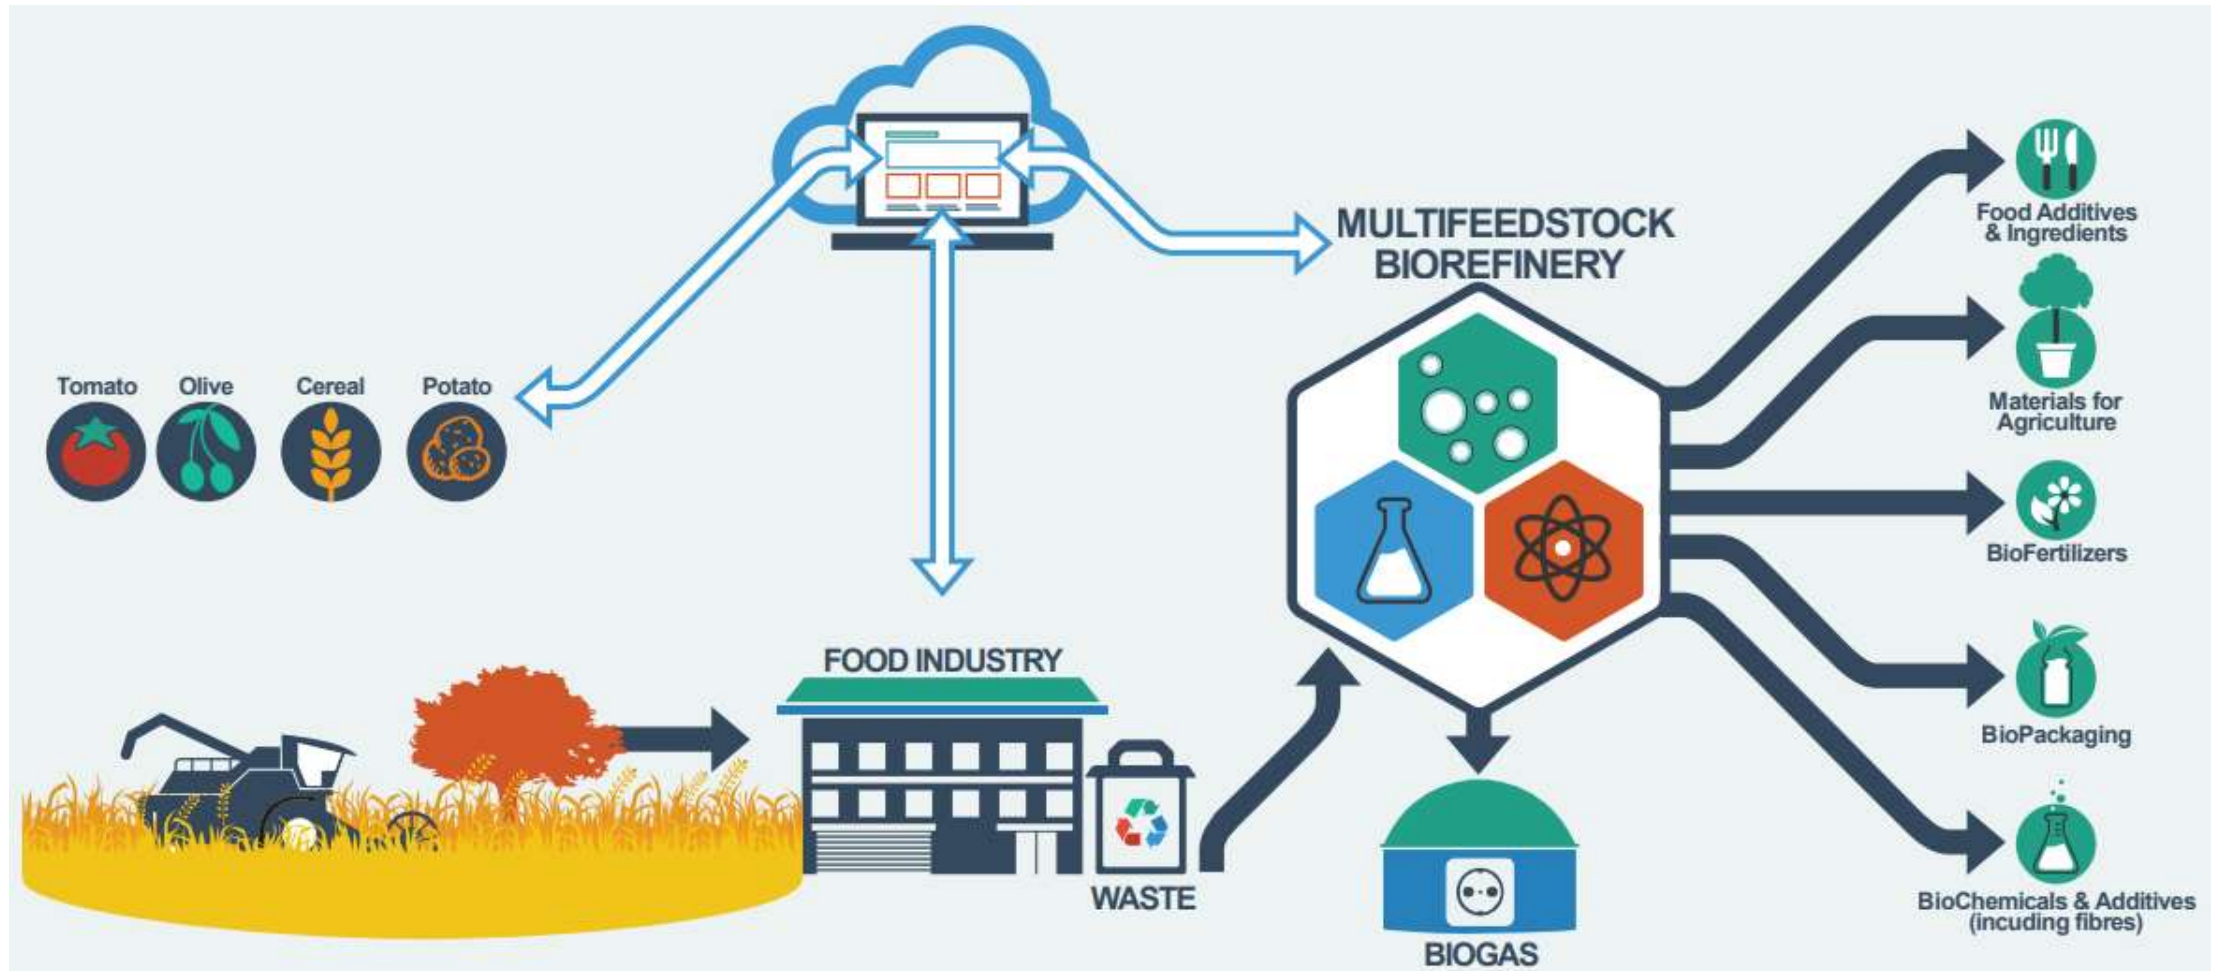 MULTIFEEDSTOCK
BIOREFINERY
Food Additives
& Ingredients
Materials for
Agriculture
Tomato
Olive
Cereal
Potato
BioFertilizers
FOOD INDUSTRY
BioPackaging
WASTE
BioChemicals & Additives
(incuding fibres)
BIOGAS